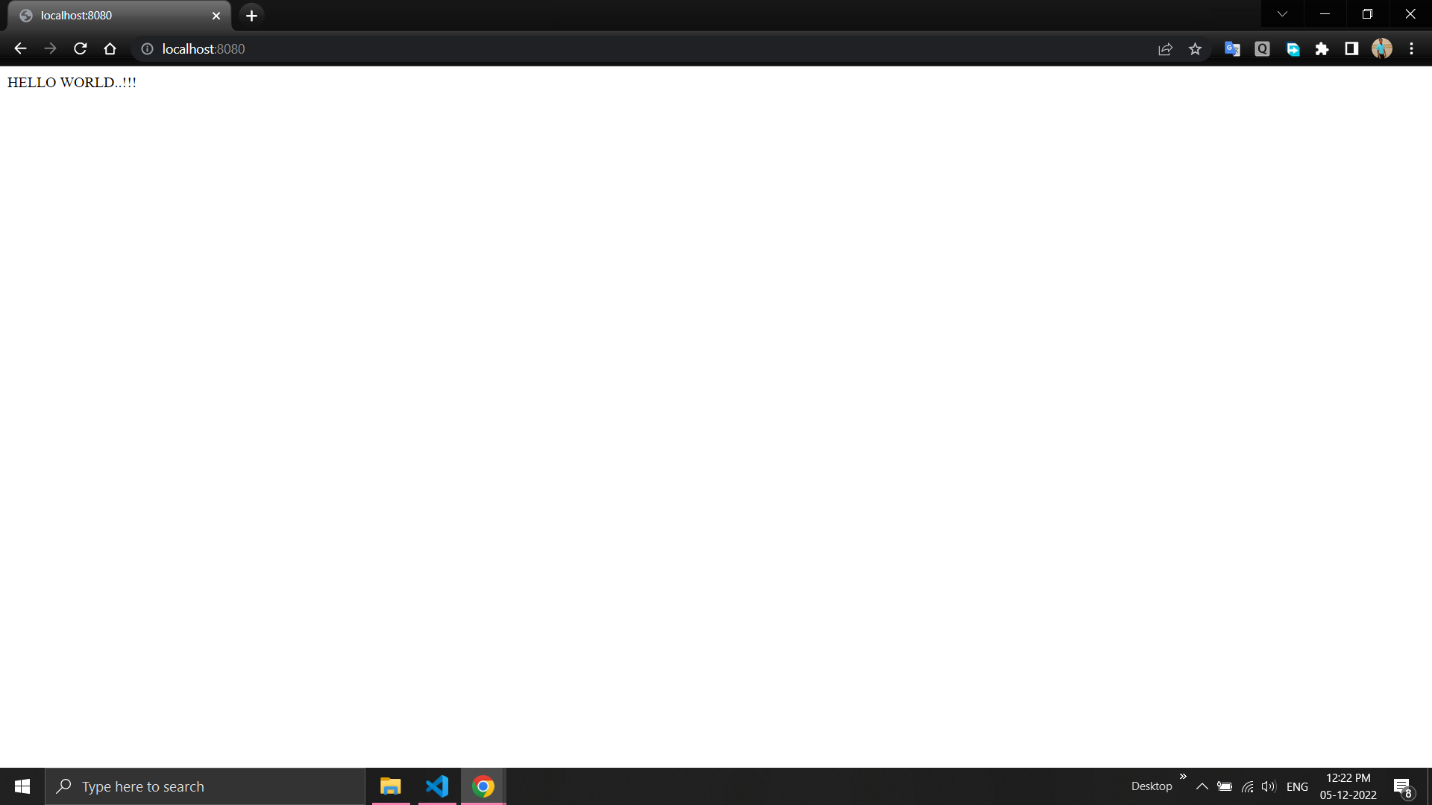 localhost:8080
localhost:8080
HELLO WORLD..!!!
Type here to search
Desktop
ENG
12:22 PM
05-12-2022
8